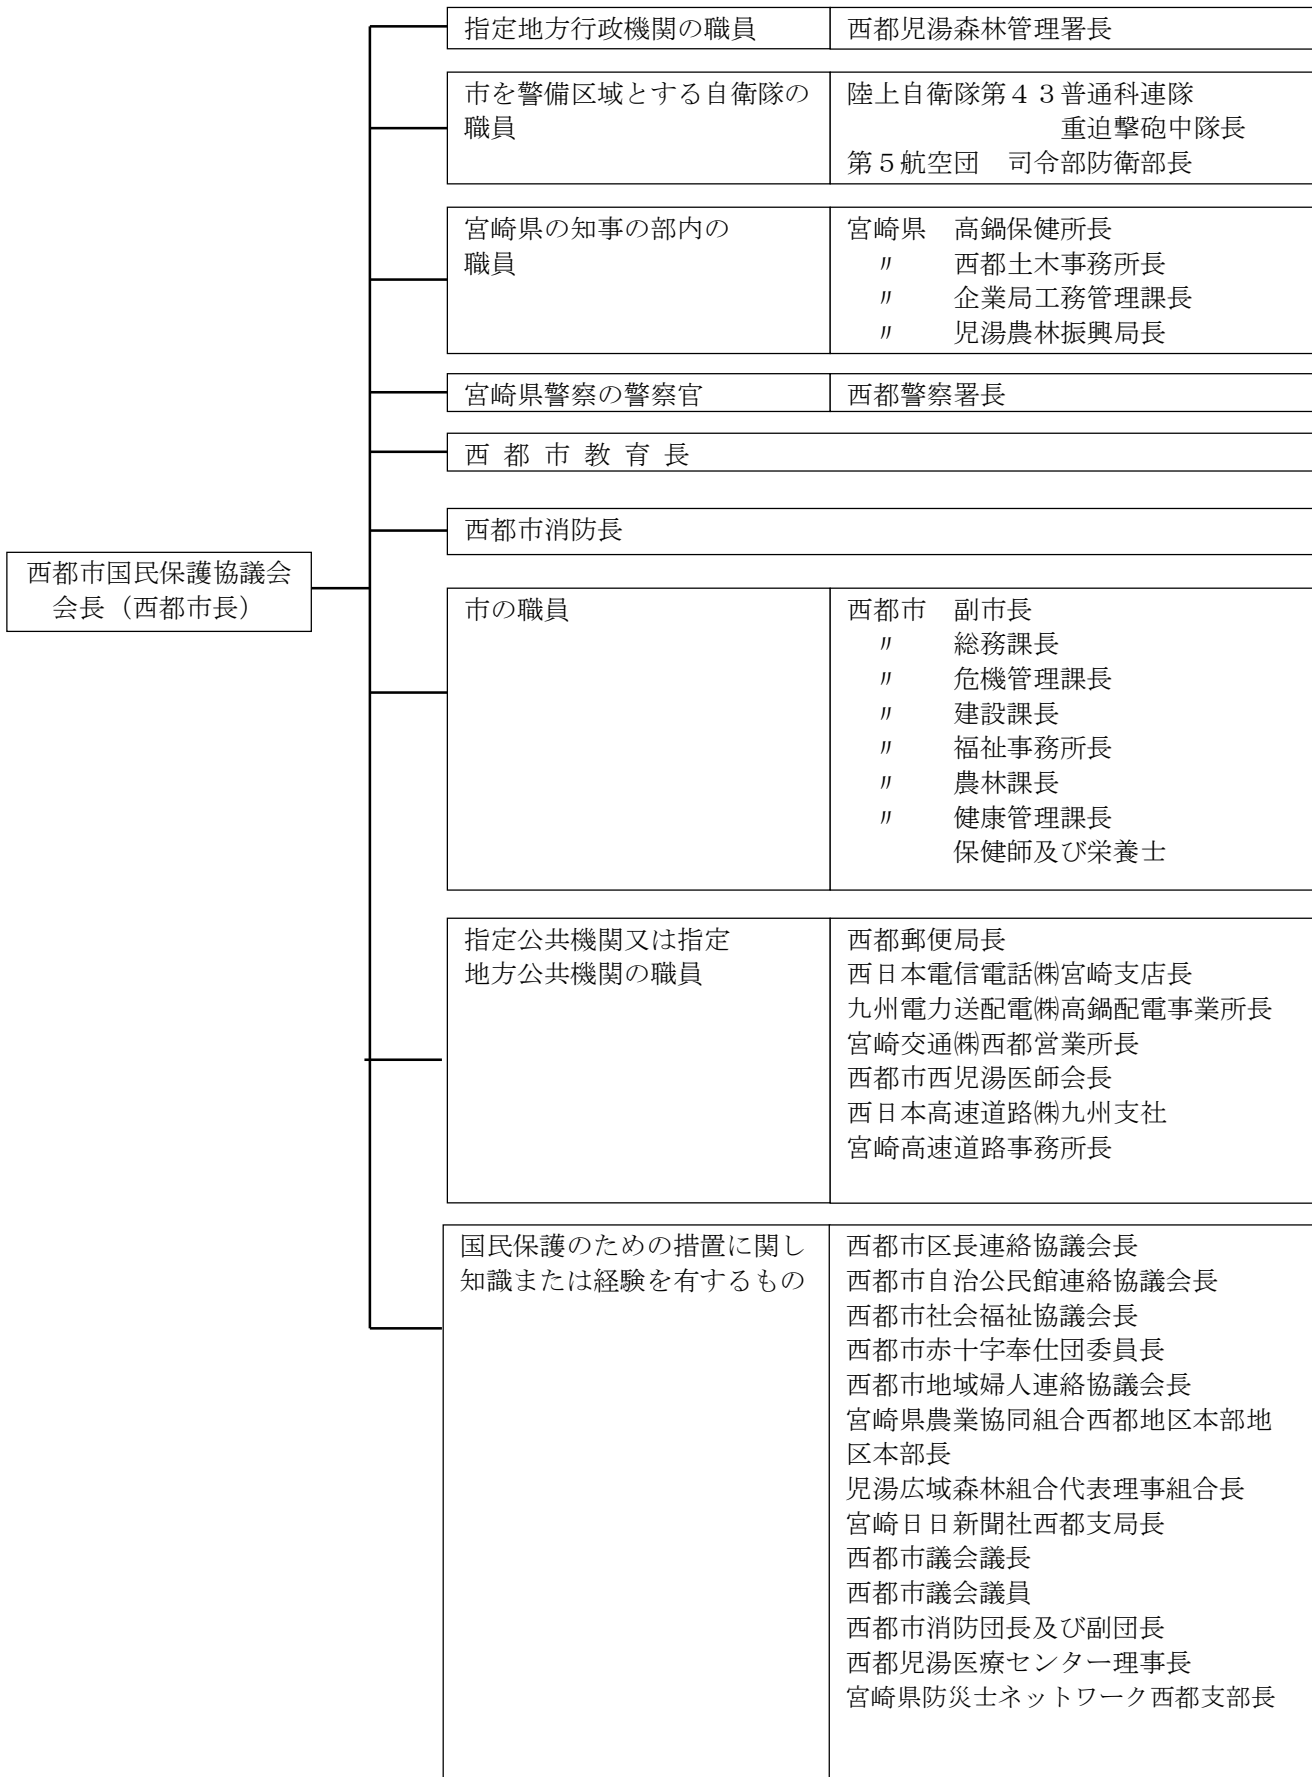 指定地方行政機関の職員
西都児湯森林管理署長
市を警備区域とする自衛隊の
職員
陸上自衛隊第４３普通科連隊
重迫撃砲中隊長
第５航空団　司令部防衛部長
宮崎県の知事の部内の
職員
宮崎県　高鍋保健所長
〃　西都土木事務所長
〃　企業局工務管理課長
〃　児湯農林振興局長
宮崎県警察の警察官
西都警察署長
西 都 市 教 育 長
西都市消防長
西都市国民保護協議会
会長（西都市長）
市の職員
西都市　副市長
〃　総務課長
〃　危機管理課長
〃　建設課長
〃　福祉事務所長
〃　農林課長
〃　健康管理課長
保健師及び栄養士
指定公共機関又は指定
地方公共機関の職員
西都郵便局長
西日本電信電話㈱宮崎支店長
九州電力送配電㈱高鍋配電事業所長
宮崎交通㈱西都営業所長
西都市西児湯医師会長
西日本高速道路㈱九州支社
宮崎高速道路事務所長
国民保護のための措置に関し
知識または経験を有するもの
西都市区長連絡協議会長
西都市自治公民館連絡協議会長
西都市社会福祉協議会長
西都市赤十字奉仕団委員長
西都市地域婦人連絡協議会長
宮崎県農業協同組合西都地区本部地
区本部長
児湯広域森林組合代表理事組合長
宮崎日日新聞社西都支局長
西都市議会議長
西都市議会議員
西都市消防団長及び副団長
西都児湯医療センター理事長
宮崎県防災士ネットワーク西都支部長